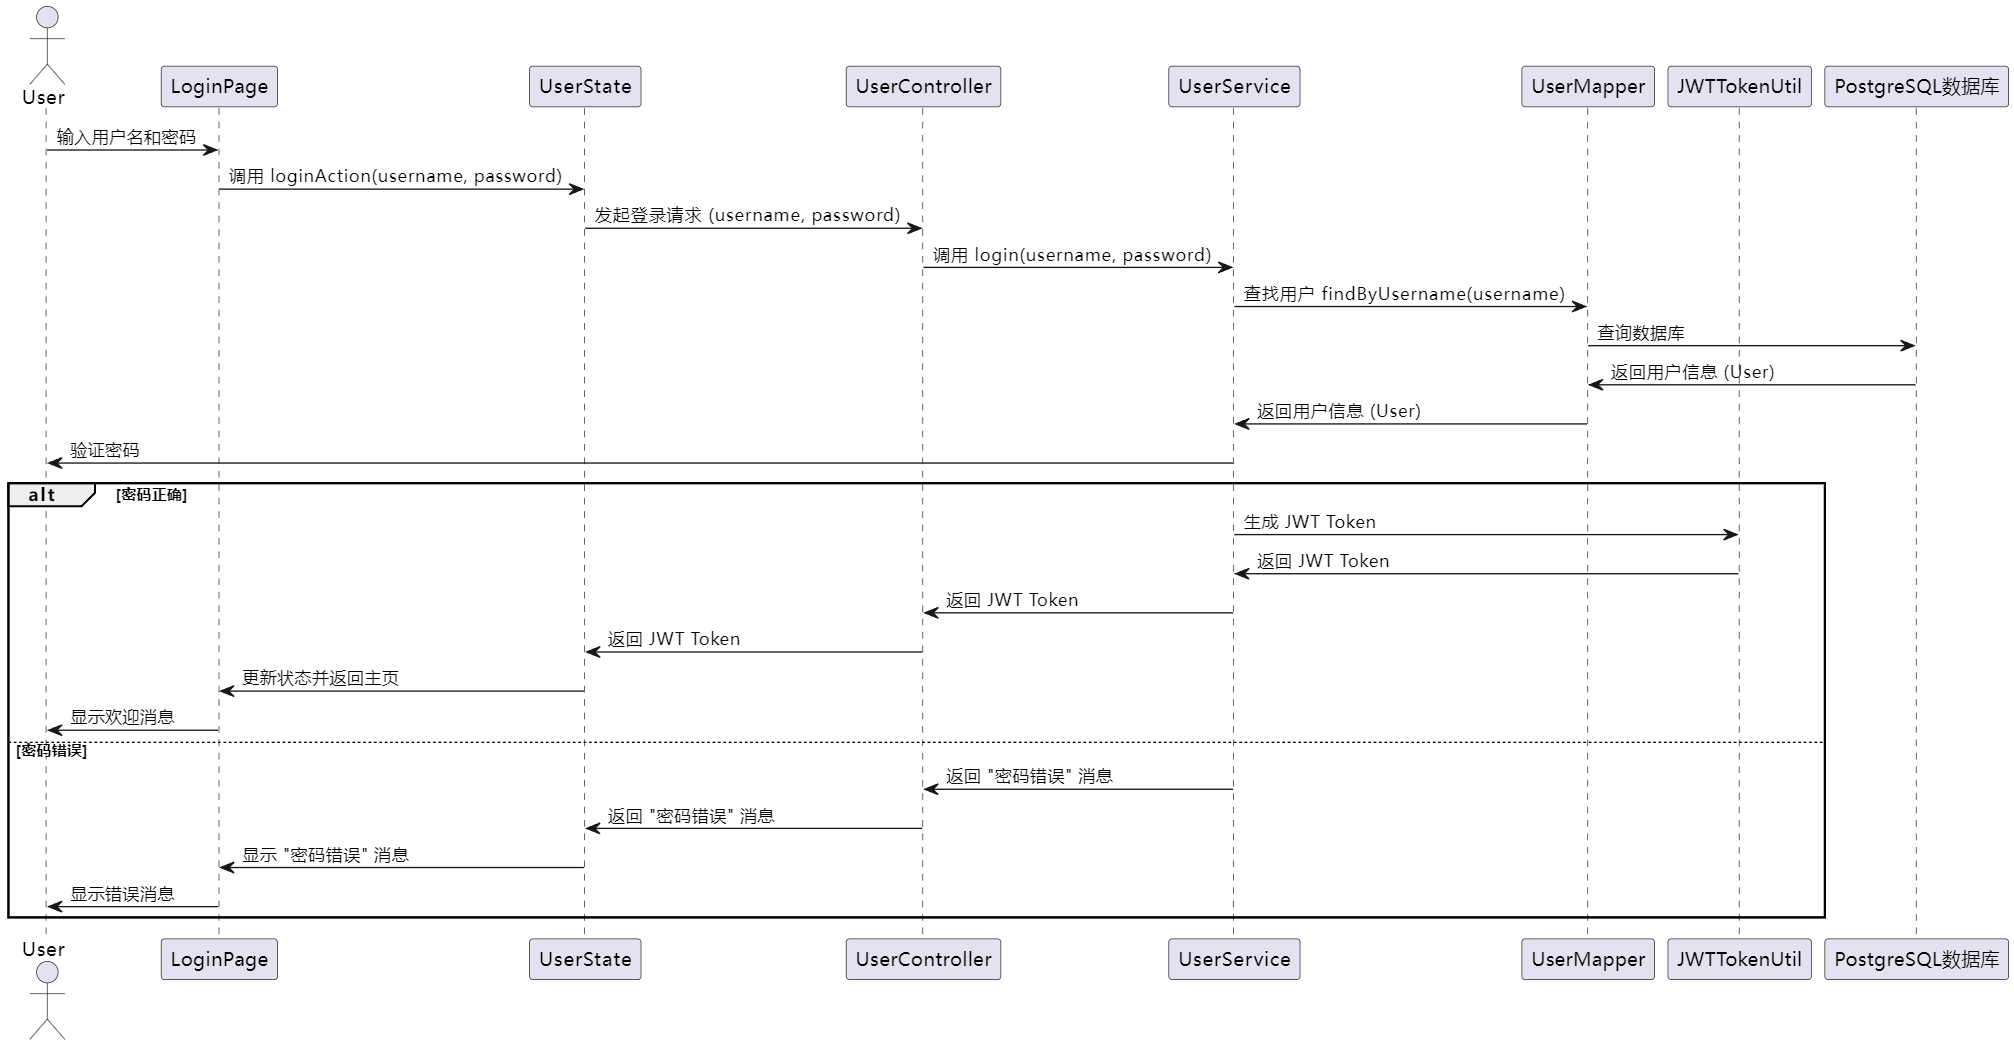 User
LoginPage
UserState
UserController
UserService
UserMapper
JWTTokenUtil
PostgreSQL数据库
输入用户名和密码
调用 loginAction(username, password)
发起登录请求 (username, password)
调用 login(username, password)
查找用户 findByUsername(username)
查询数据库
返回用户信息 (User)
返回用户信息 (User)
验证密码
alt
[密码正确]
生成 JWT Token
返回 JWT Token
返回 JWT Token
返回 JWT Token
更新状态并返回主页
显示欢迎消息
[密码错误]
返回 "密码错误" 消息
返回 "密码错误" 消息
显示 "密码错误" 消息
显示错误消息
User
LoginPage
UserState
UserController
UserService
UserMapper
JWTTokenUtil
PostgreSQL数据库